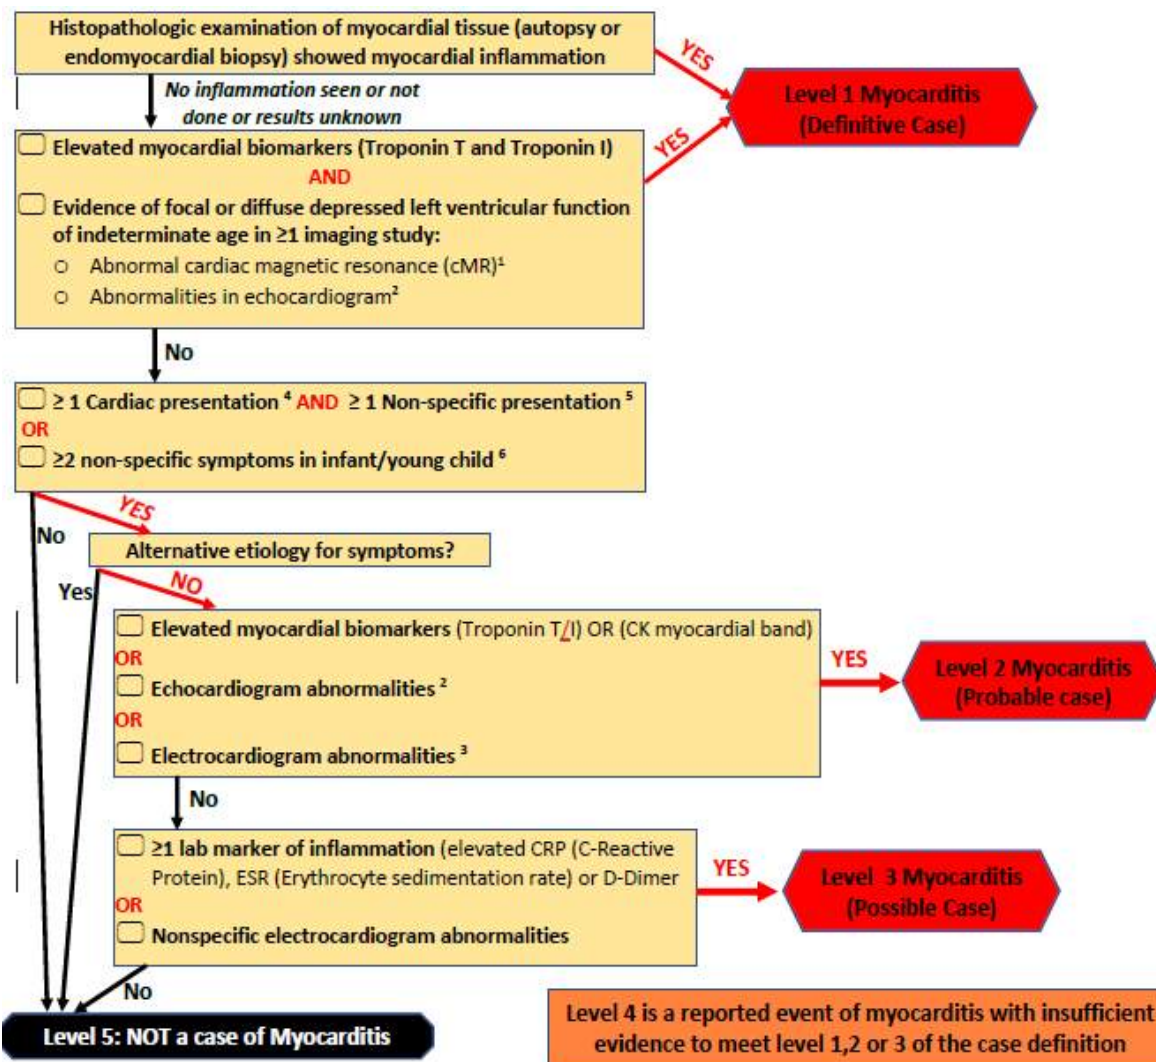 Histopathologic examination of myocardial tissue (autopsy or
endomyocardial biopsy) showed myocardial inflammation
YES
Level 1 Myocarditis
(Definitive Case)
No inflammation seen or not
done or results unknown
Elevated myocardial biomarkers (Troponin T and Troponin I)
AND
YES
Evidence of focal or diffuse depressed left ventricular function
of indeterminate age in ≥1 imaging study:
o Abnormal cardiac magnetic resonance (cMR)¹
o Abnormalities in echocardiogram²
No
≥ 1 Cardiac presentation ⁴ AND ≥ 1 Non-specific presentation ⁵
OR
≥2 non-specific symptoms in infant/young child ⁶
YES
No
Alternative etiology for symptoms?
Yes
NO
Elevated myocardial biomarkers (Troponin T/I) OR (CK myocardial band)
OR
Echocardiogram abnormalities ²
OR
Electrocardiogram abnormalities ³
YES
Level 2 Myocarditis
(Probable case)
No
≥1 lab marker of inflammation (elevated CRP (C-Reactive
Protein), ESR (Erythrocyte sedimentation rate) or D-Dimer
OR
Nonspecific electrocardiogram abnormalities
YES
Level 3 Myocarditis
(Possible Case)
No
Level 5: NOT a case of Myocarditis
Level 4 is a reported event of myocarditis with insufficient
evidence to meet level 1,2 or 3 of the case definition